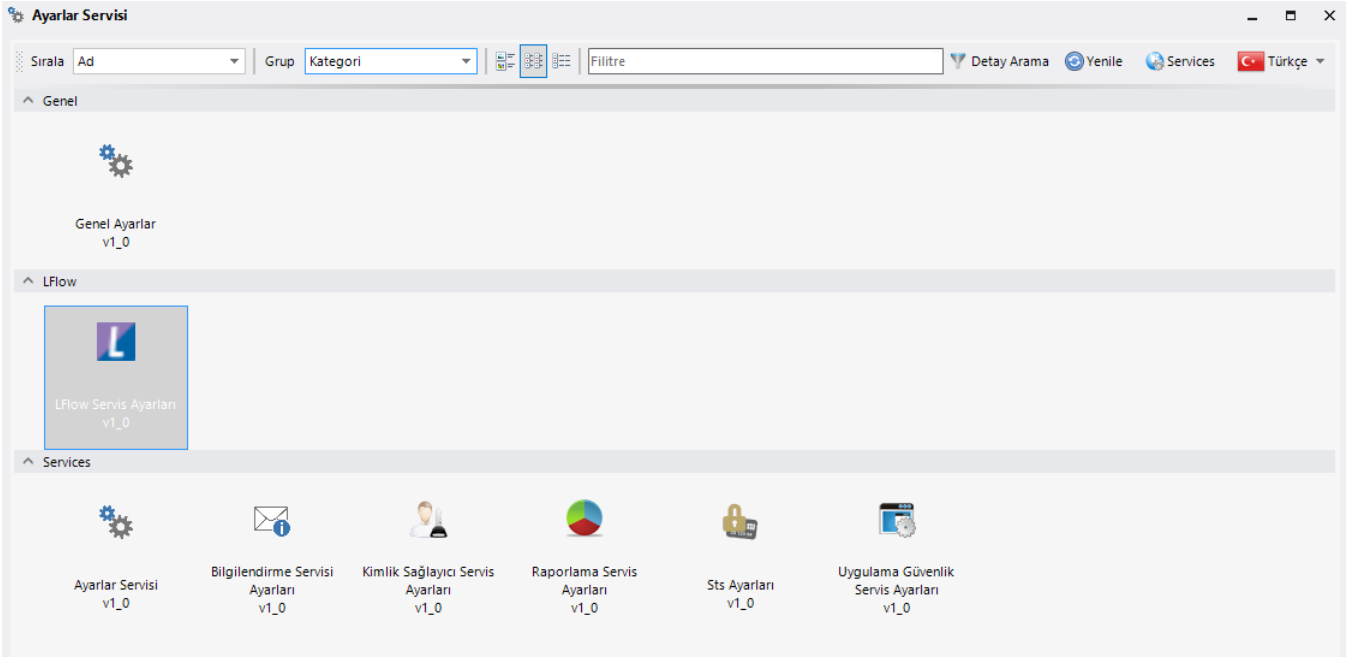 Ayarlar Servisi
Sırala Ad Grup Kategori Filitre Detay Arama Yenile Services Türkçe
Genel
Genel Ayarlar
v1_0
LFlow
L
LFlow Servis Ayarları
v1_0
Services
Ayarlar Servisi
v1_0
Bilgilendirme Servisi
Ayarları
v1_0
Kimlik Sağlayıcı Servis
Ayarları
v1_0
Raporlama Servis
Ayarları
v1_0
Sts Ayarları
v1_0
Uygulama Güvenlik
Servis Ayarları
v1_0